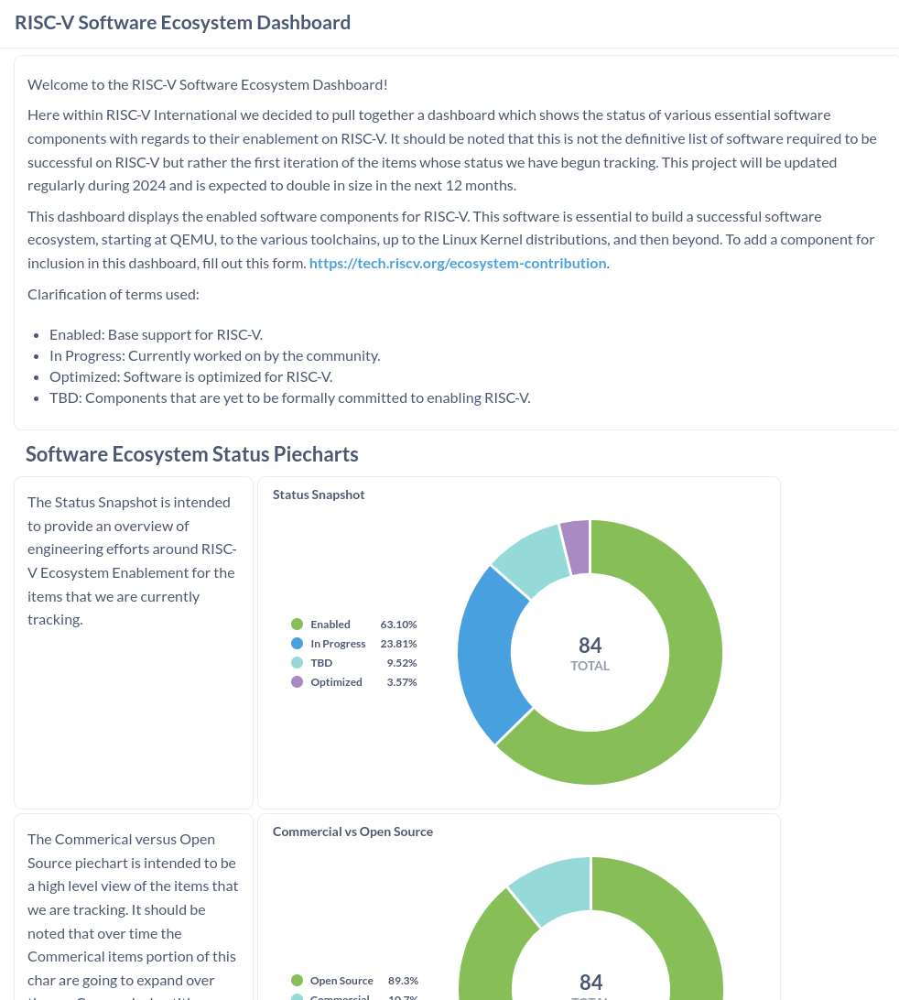 RISC-V Software Ecosystem Dashboard
Welcome to the RISC-V Software Ecosystem Dashboard!
Here within RISC-V International we decided to pull together a dashboard which shows the status of various essential software
components with regards to their enablement on RISC-V. It should be noted that this is not the definitive list of software required to be
successful on RISC-V but rather the first iteration of the items whose status we have begun tracking. This project will be updated
regularly during 2024 and is expected to double in size in the next 12 months.
This dashboard displays the enabled software components for RISC-V. This software is essential to build a successful software
ecosystem, starting at QEMU, to the various toolchains, up to the Linux Kernel distributions, and then beyond. To add a component for
inclusion in this dashboard, fill out this form. https://tech.riscv.org/ecosystem-contribution.
Clarification of terms used:
• Enabled: Base support for RISC-V.
• In Progress: Currently worked on by the community.
• Optimized: Software is optimized for RISC-V.
• TBD: Components that are yet to be formally committed to enabling RISC-V.
Software Ecosystem Status Piecharts
The Status Snapshot is intended
to provide an overview of
engineering efforts around RISC-
V Ecosystem Enablement for the
items that we are currently
tracking.
Status Snapshot
Enabled 63.10%
In Progress 23.81%
TBD 9.52%
Optimized 3.57%
84
TOTAL
The Commerical versus Open
Source piechart is intended to be
a high level view of the items that
we are tracking. It should be
noted that over time the
Commerical items portion of this
char are going to expand over
Commercial vs Open Source
Open Source 89.3%
Commercial 10.7%
84
TOTAL